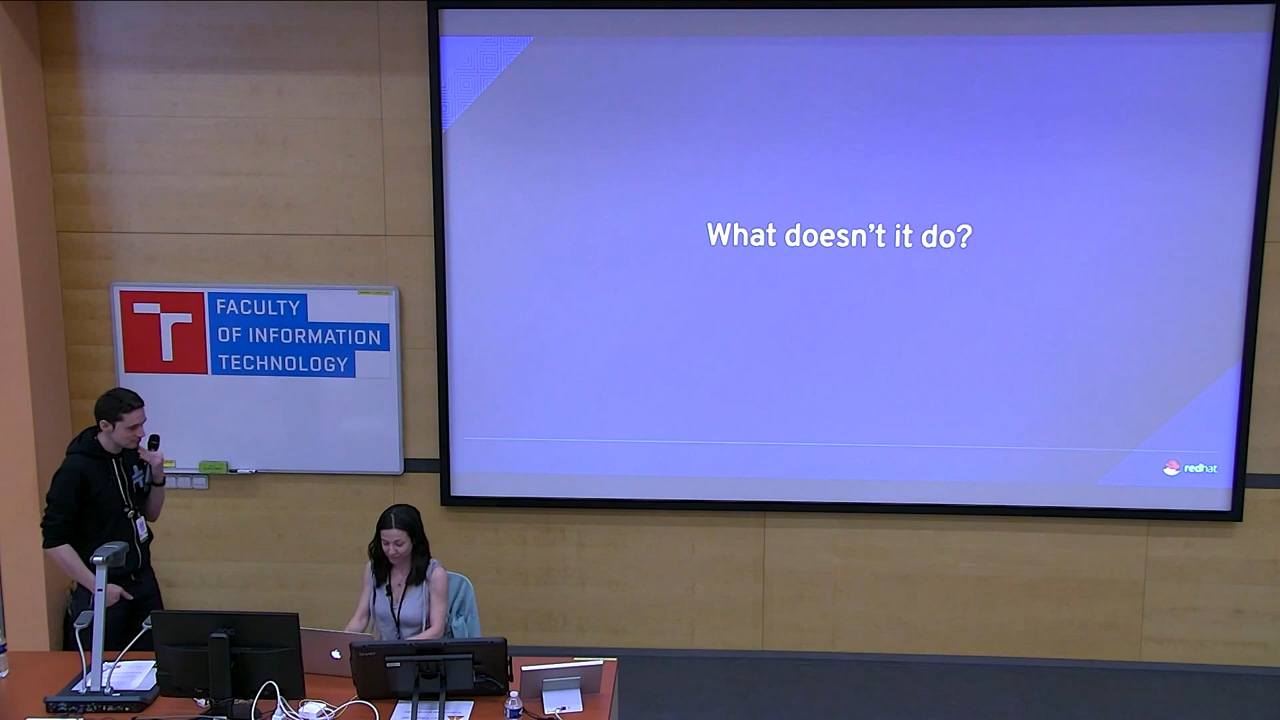 What doesn't it do?
redhat
FACULTY
OF INFORMATION
TECHNOLOGY